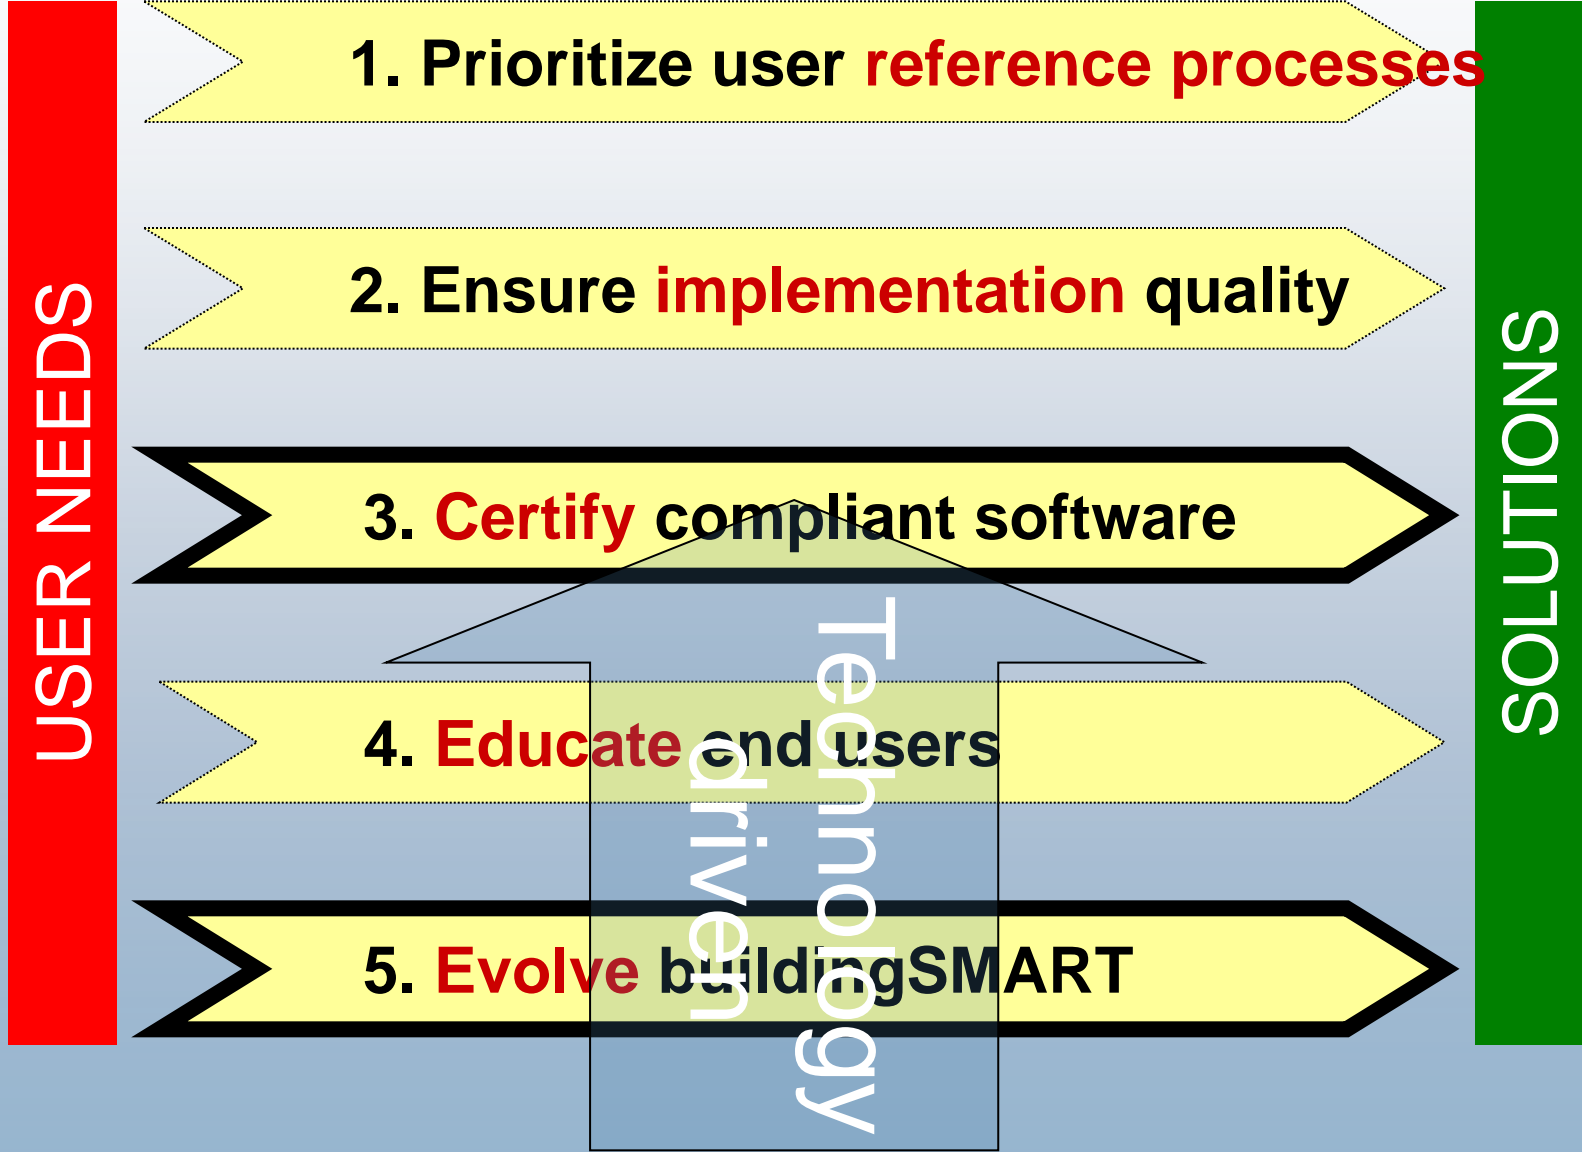 1. Prioritize user reference processes
2. Ensure implementation quality
3. Certify compliant software
4. Educate end users
5. Evolve buildingSMART
USER NEEDS
SOLUTIONS
Technology
driven